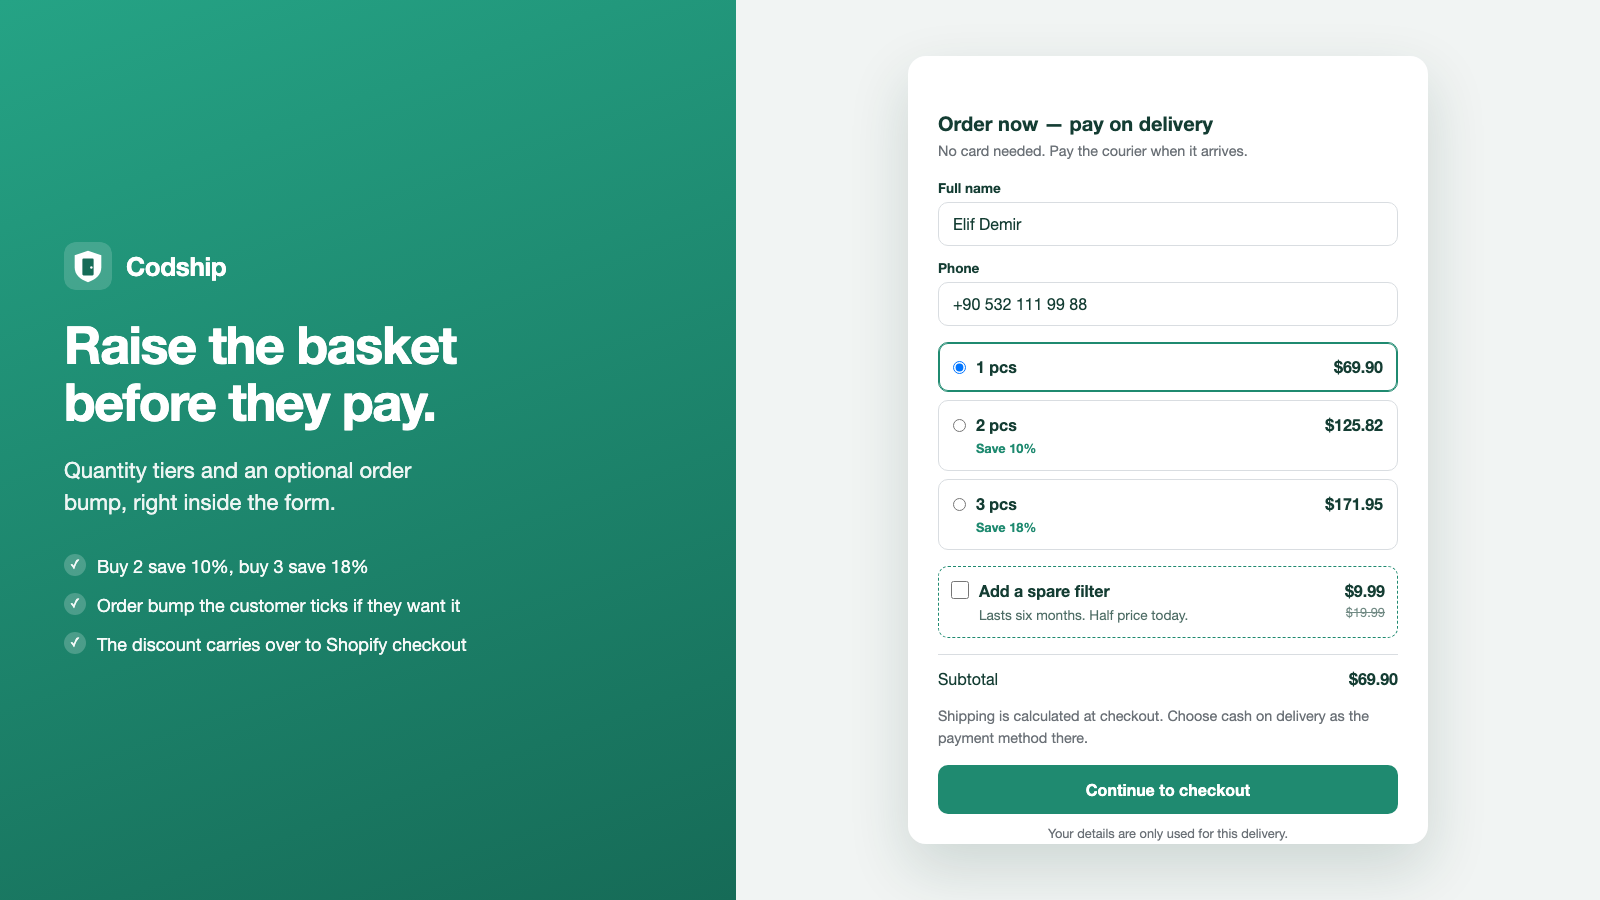 Codship
Raise the basket
before they pay.
Quantity tiers and an optional order
bump, right inside the form.
Buy 2 save 10%, buy 3 save 18%
Order bump the customer ticks if they want it
The discount carries over to Shopify checkout
Order now — pay on delivery
No card needed. Pay the courier when it arrives.
Full name
Elif Demir
Phone
+90 532 111 99 88
1 pcs $69.90
2 pcs $125.82
Save 10%
3 pcs $171.95
Save 18%
Add a spare filter $9.99
Lasts six months. Half price today. $19.99
Subtotal $69.90
Shipping is calculated at checkout. Choose cash on delivery as the
payment method there.
Continue to checkout
Your details are only used for this delivery.